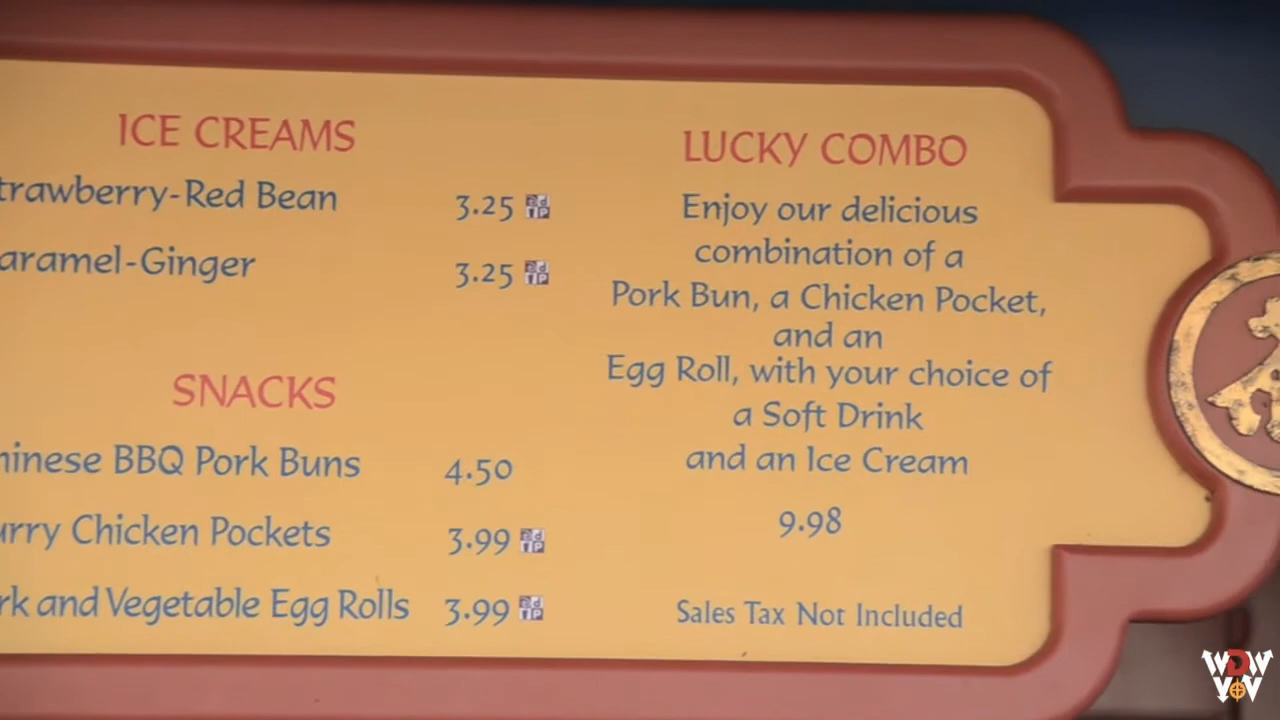 ICE CREAMS
trawberry-Red Bean 3.25
aramel-Ginger 3.25
SNACKS
hinese BBQ Pork Buns 4.50
urry Chicken Pockets 3.99
rk and Vegetable Egg Rolls 3.99
LUCKY COMBO
Enjoy our delicious
combination of a
Pork Bun, a Chicken Pocket,
and an
Egg Roll, with your choice of
a Soft Drink
and an Ice Cream
9.98
Sales Tax Not Included
WDW